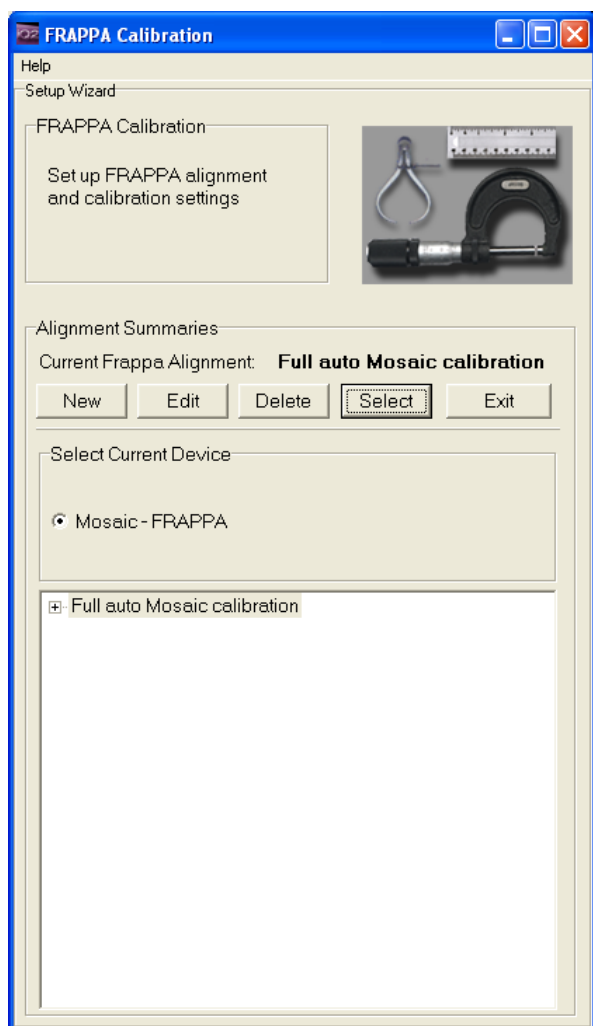 FRAPPA Calibration
Help
Setup Wizard
FRAPPA Calibration
Set up FRAPPA alignment
and calibration settings
Alignment Summaries
Current Frappa Alignment: Full auto Mosaic calibration
New Edit Delete Select Exit
Select Current Device
Mosaic - FRAPPA
Full auto Mosaic calibration